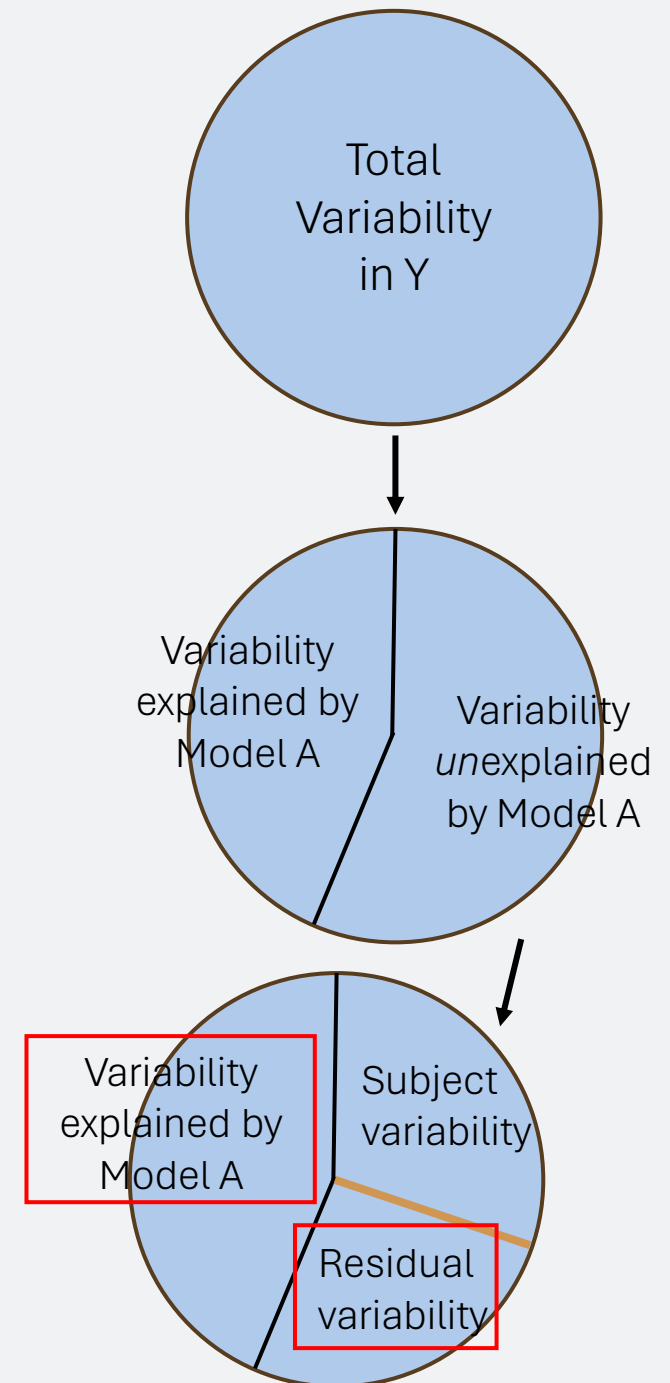 Total
Variability
in Y
Variability
explained by
Model A
Variability
unexplained
by Model A
Variability
explained by
Model A
Subject
variability
Residual
variability